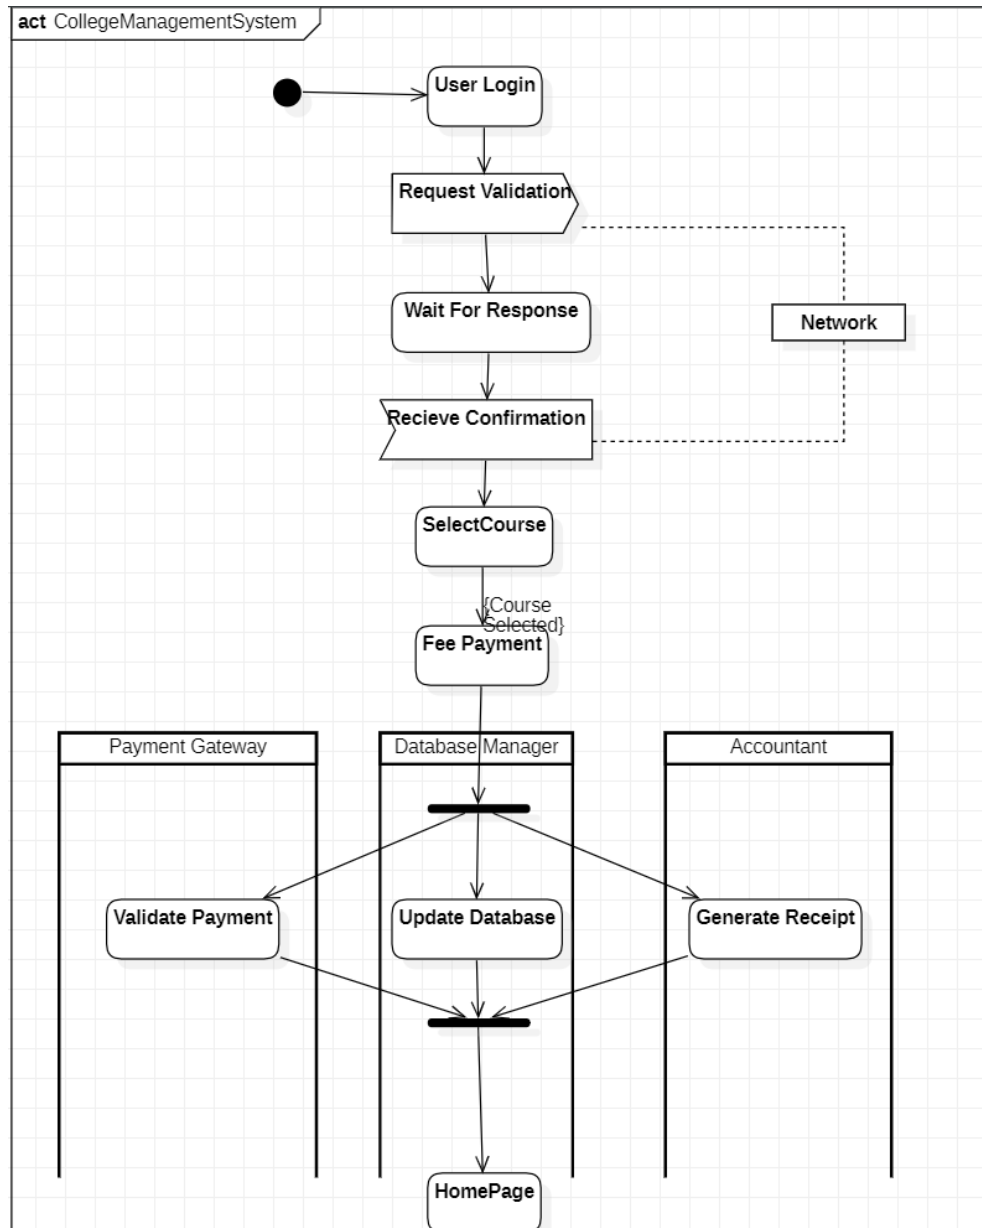 act CollegeManagementSystem
User Login
Request Validation
Wait For Response
Network
Recieve Confirmation
SelectCourse
{Course
Selected}
Fee Payment
Payment Gateway
Database Manager
Accountant
Validate Payment
Update Database
Generate Receipt
HomePage